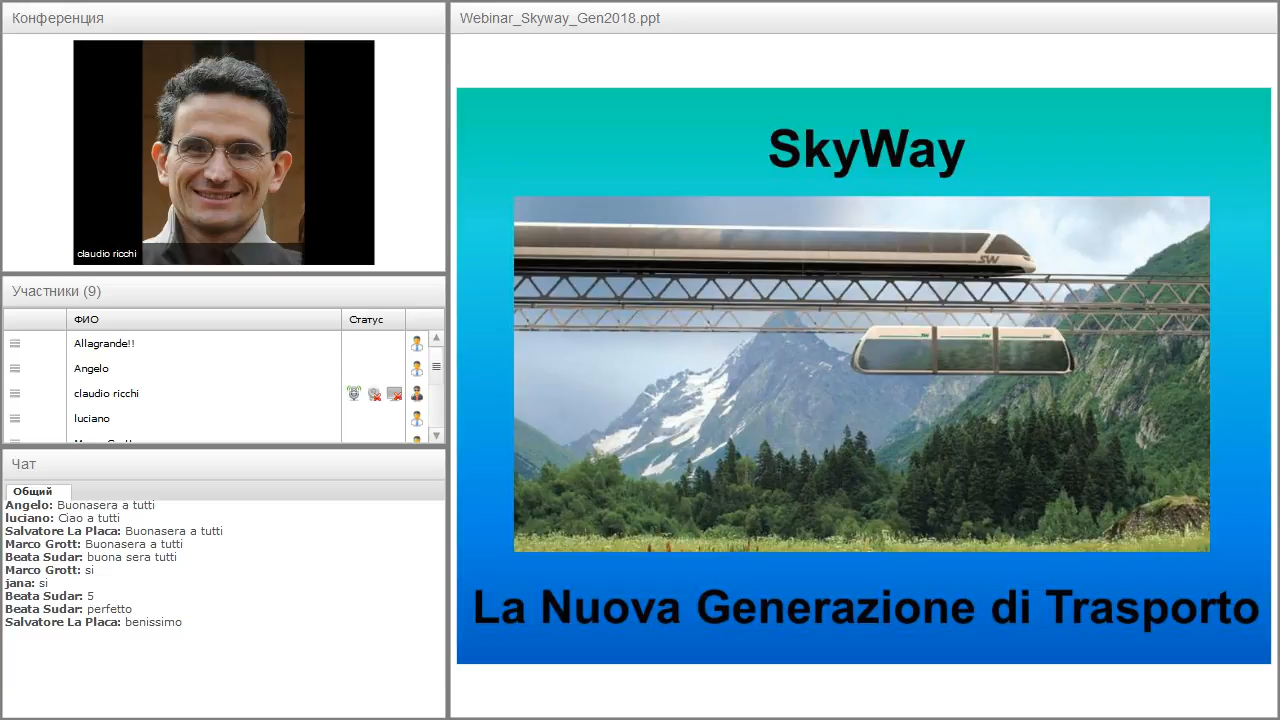 Конференция
claudio ricchi
Участники (9)
ФИО Статус
Allagrande!!
Angelo
claudio ricchi
luciano
Чат
Общий
Angelo: Buonasera a tutti
luciano: Ciao a tutti
Salvatore La Placa: Buonasera a tutti
Marco Grott: Buonasera a tutti
Beata Sudar: buona sera tutti
Marco Grott: si
jana: si
Beata Sudar: 5
Beata Sudar: perfetto
Salvatore La Placa: benissimo
Webinar_Skyway_Gen2018.ppt
SkyWay
SW
La Nuova Generazione di Trasporto